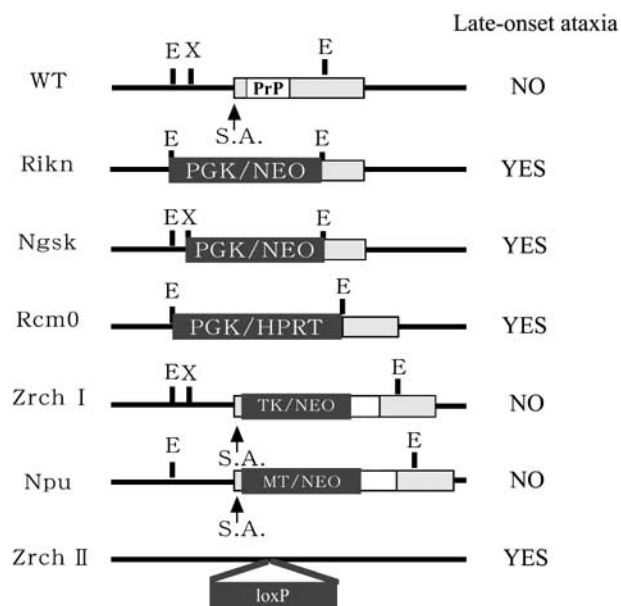 Late-onset ataxia
E X E
WT PrP NO
S.A.
E E
Rikn PGK/NEO YES
E X E
Ngsk PGK/NEO YES
E E
Rcm0 PGK/HPRT YES
E X E
Zrch I TK/NEO NO
S.A.
E E
Npu MT/NEO NO
S.A.
Zrch II YES
loxP